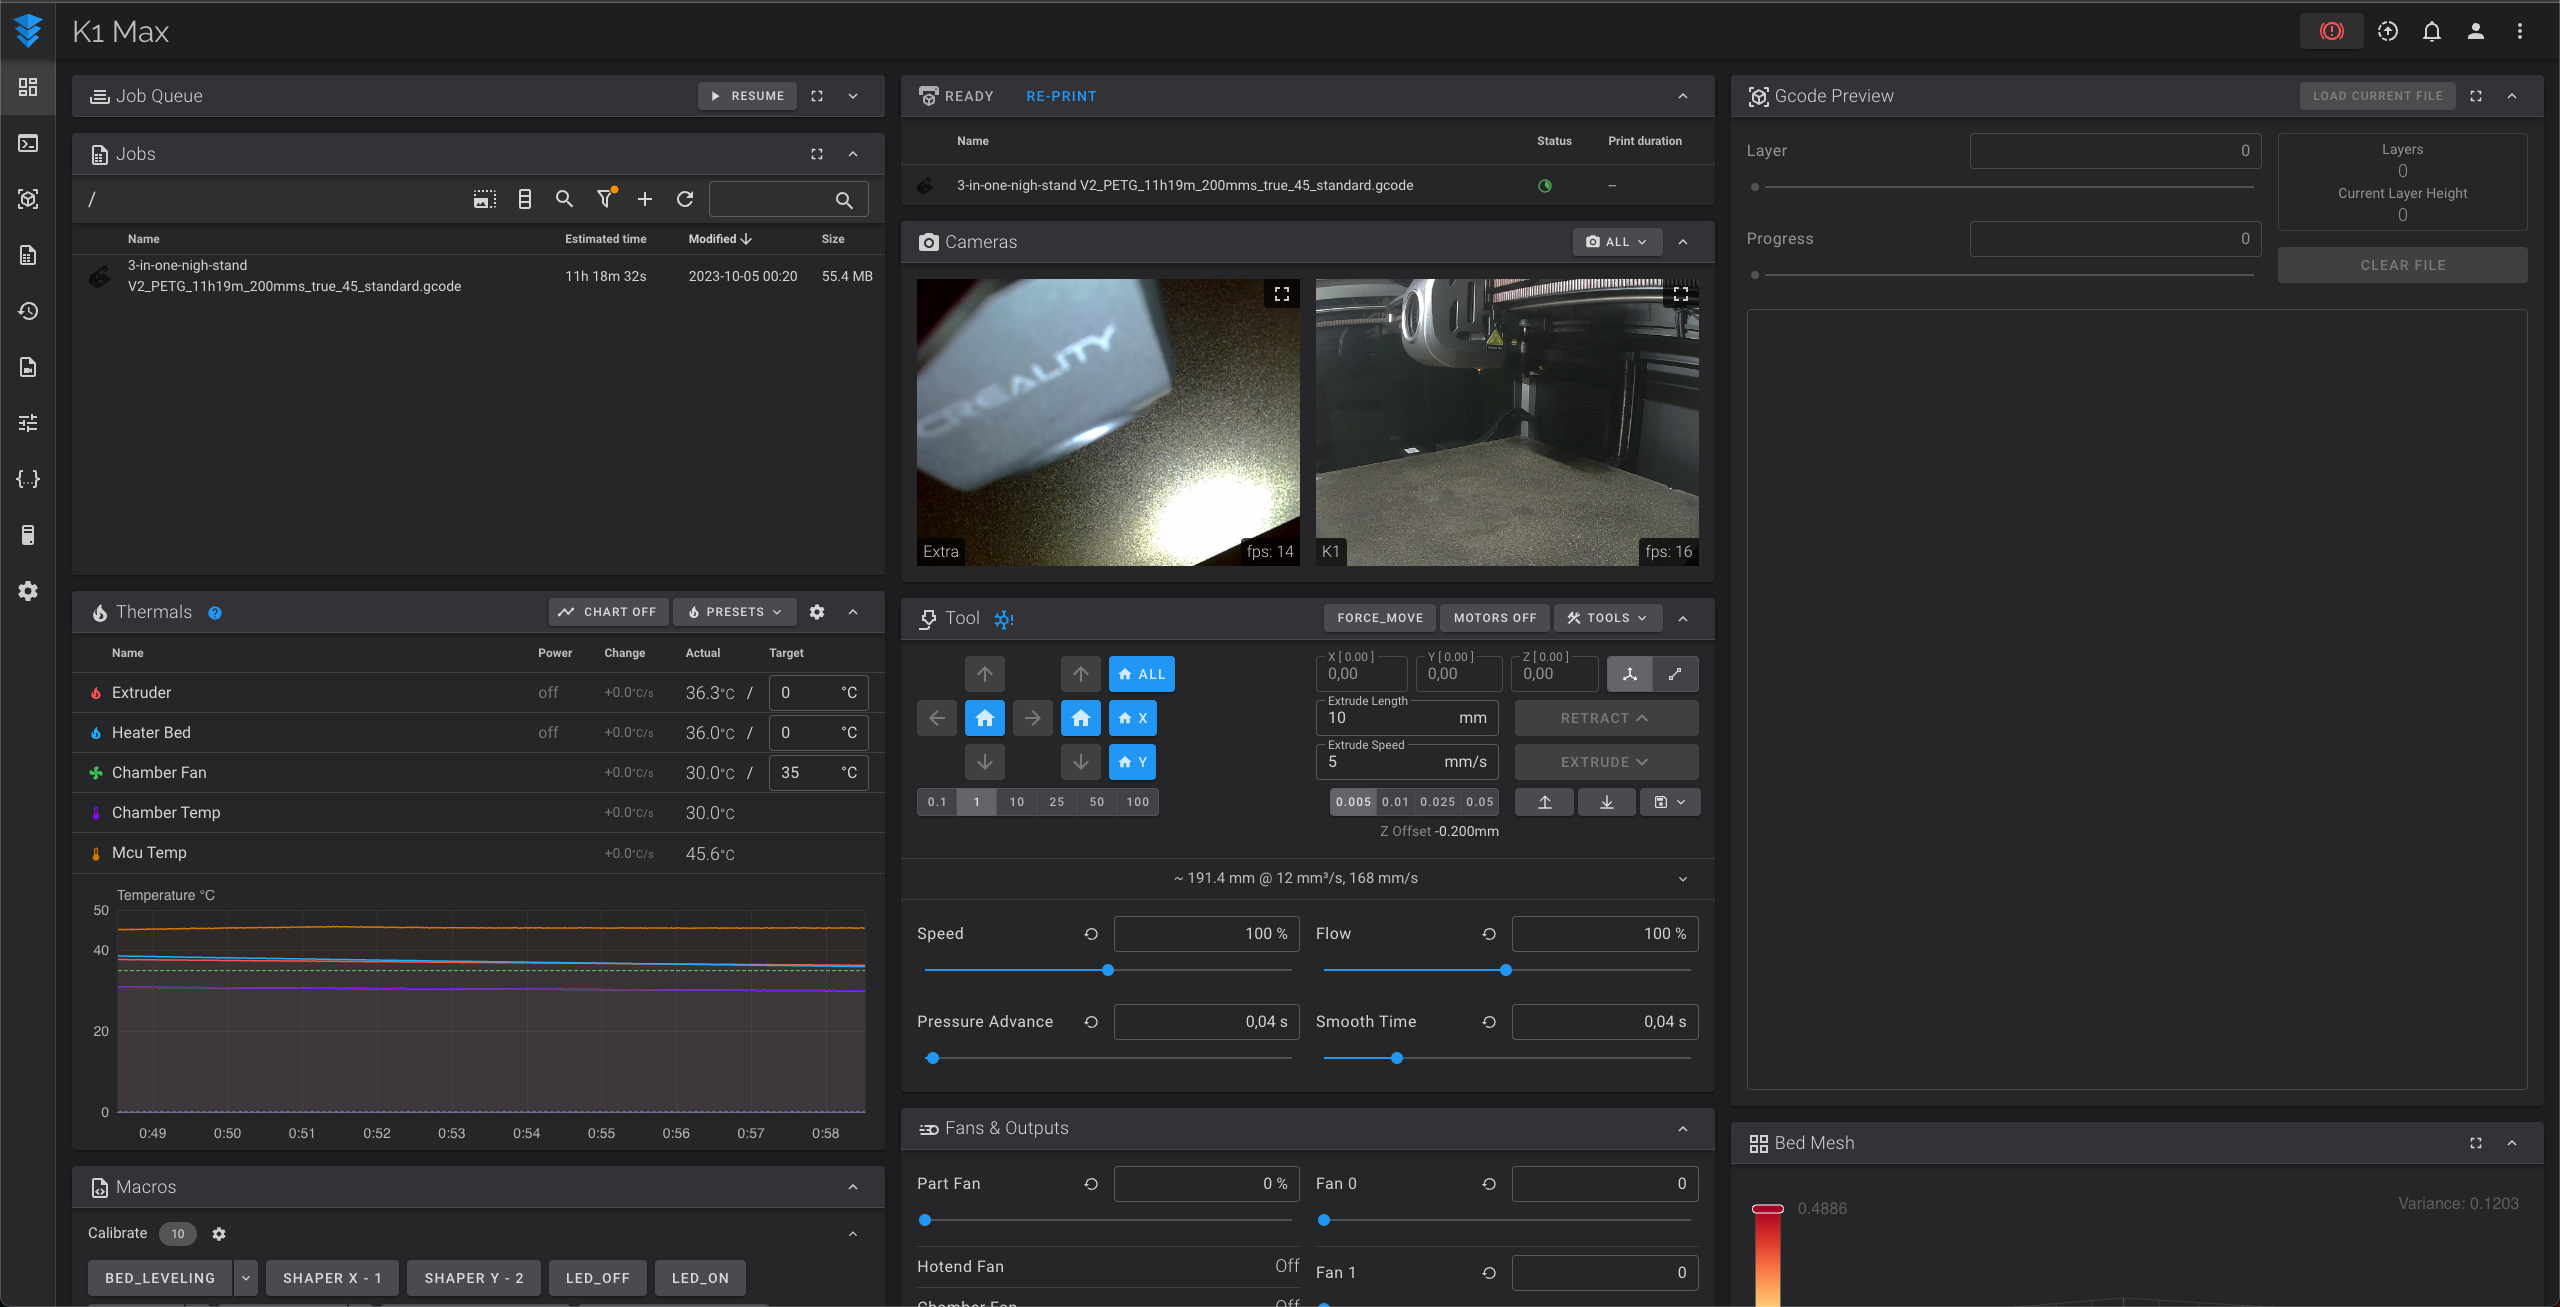 K1 Max
Job Queue
RESUME
Jobs
/
Name Estimated time Modified Size
3-in-one-nigh-stand
V2_PETG_11h19m_200mms_true_45_standard.gcode
11h 18m 32s 2023-10-05 00:20 55.4 MB
Thermals
CHART OFF PRESETS
Name Power Change Actual Target
Extruder off +0.0°C/s 36.3°C / 0 °C
Heater Bed off +0.0°C/s 36.0°C / 0 °C
Chamber Fan +0.0°C/s 30.0°C / 35 °C
Chamber Temp +0.0°C/s 30.0°C
Mcu Temp +0.0°C/s 45.6°C
Temperature °C
50
40
20
0
0:49 0:50 0:51 0:52 0:53 0:54 0:55 0:56 0:57 0:58
Macros
Calibrate 10
BED_LEVELING SHAPER X - 1 SHAPER Y - 2 LED_OFF LED_ON
READY RE-PRINT
Name Status Print duration
3-in-one-nigh-stand V2_PETG_11h19m_200mms_true_45_standard.gcode --
Cameras
ALL
CREALITY
Extra fps: 14
K1 fps: 16
Tool
FORCE_MOVE MOTORS OFF TOOLS
ALL
X
Y
0.1 1 10 25 50 100
X [ 0.00 ] Y [ 0.00 ] Z [ 0.00 ]
0,00 0,00 0,00
Extrude Length
10 mm
RETRACT
Extrude Speed
5 mm/s
EXTRUDE
0.005 0.01 0.025 0.05
Z Offset -0.200mm
~ 191.4 mm @ 12 mm³/s, 168 mm/s
Speed 100 %
Flow 100 %
Pressure Advance 0,04 s
Smooth Time 0,04 s
Fans & Outputs
Part Fan 0 %
Fan 0 0
Hotend Fan Off
Fan 1 0
Chamber Fan Off
Gcode Preview
LOAD CURRENT FILE
Layer 0
Layers
0
Current Layer Height
0
Progress 0
CLEAR FILE
Bed Mesh
0.4886
Variance: 0.1203